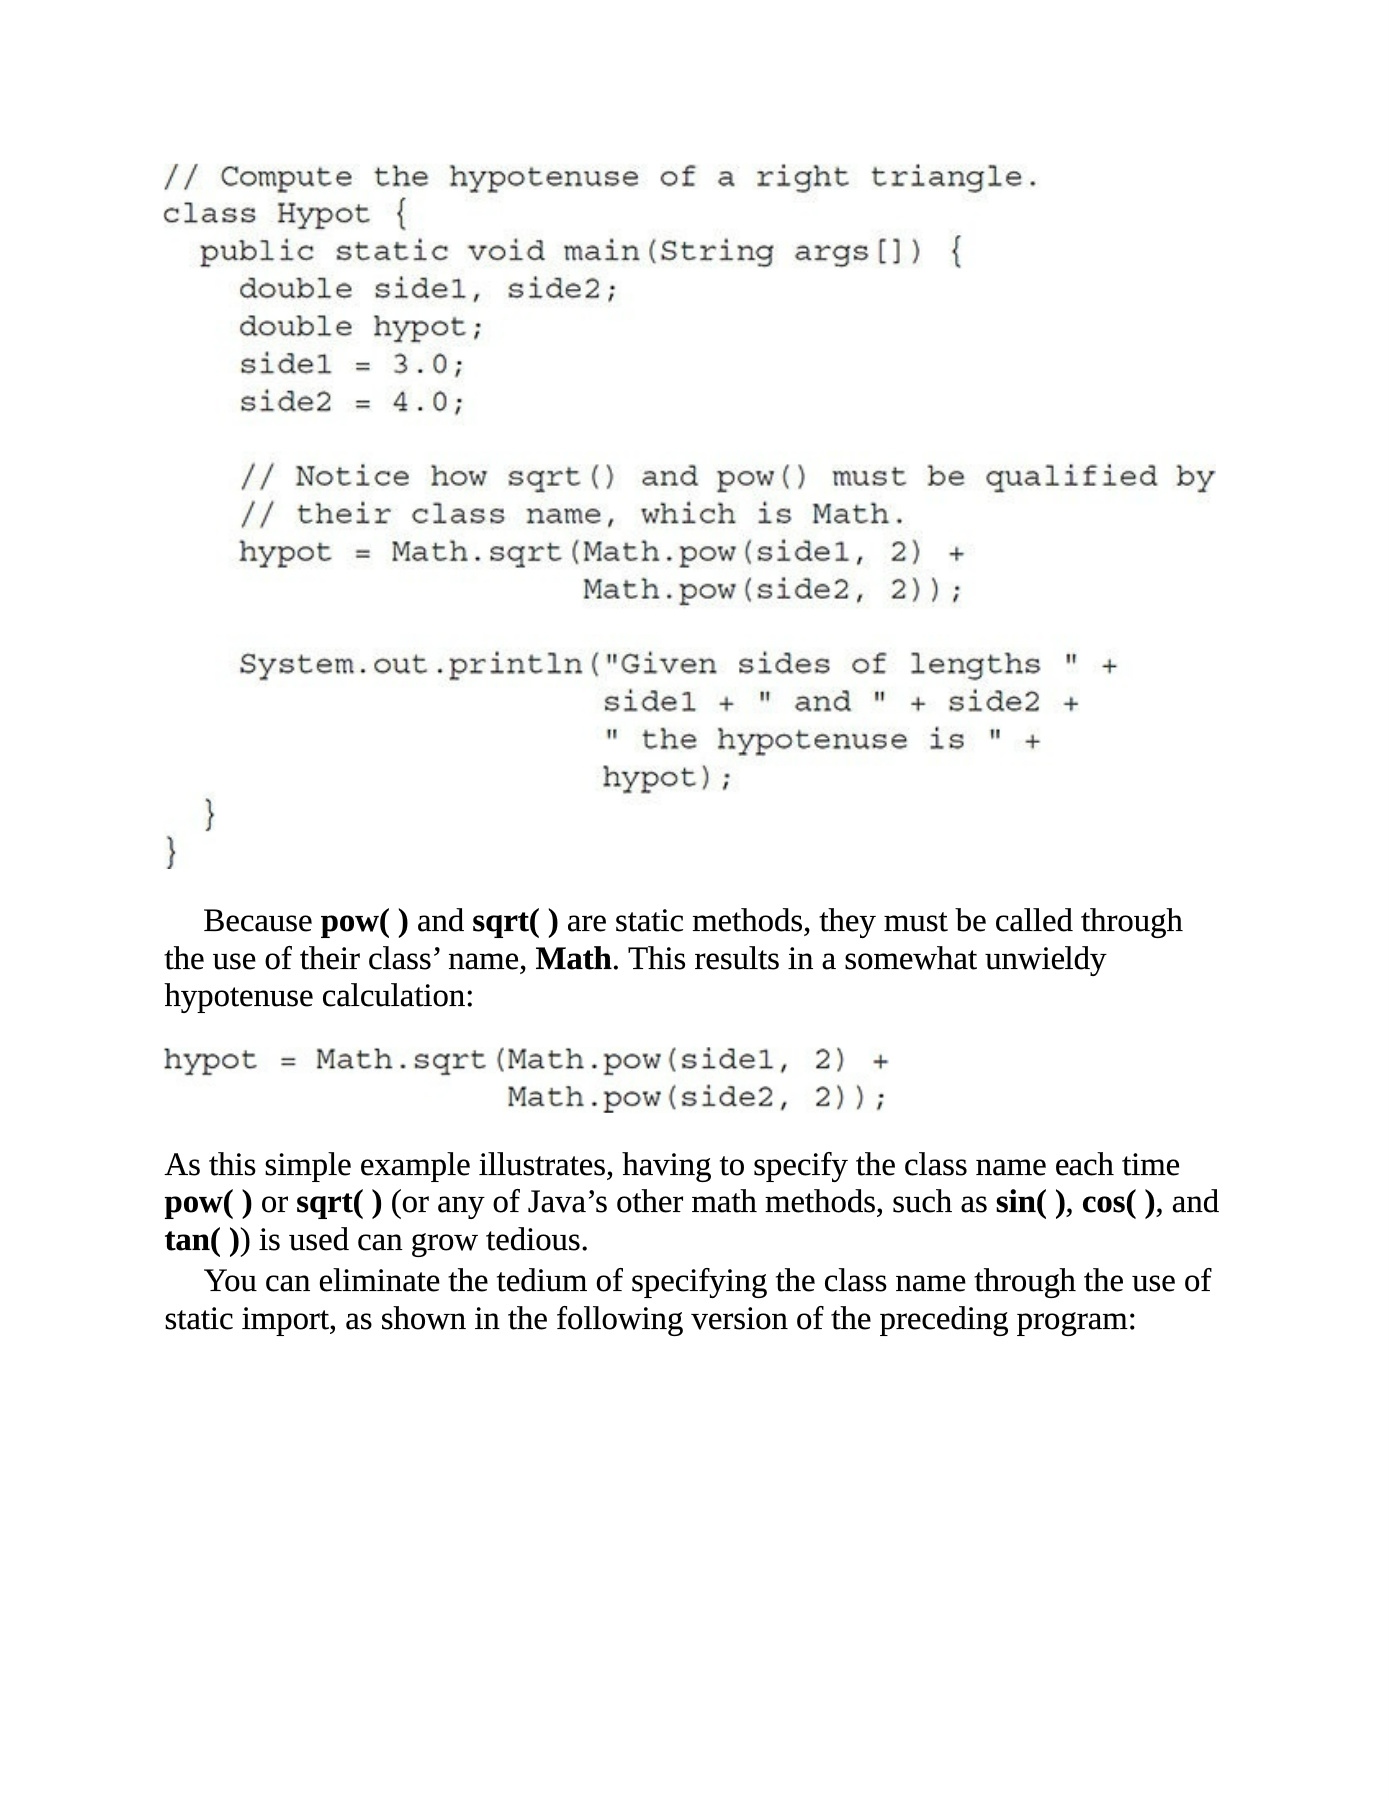 // Compute the hypotenuse of a right triangle.
class Hypot {
  public static void main(String args[]) {
    double side1, side2;
    double hypot;
    side1 = 3.0;
    side2 = 4.0;

    // Notice how sqrt() and pow() must be qualified by
    // their class name, which is Math.
    hypot = Math.sqrt(Math.pow(side1, 2) +
                      Math.pow(side2, 2));

    System.out.println("Given sides of lengths " +
                       side1 + " and " + side2 +
                       " the hypotenuse is " +
                       hypot);
  }
}
Because pow( ) and sqrt( ) are static methods, they must be called through
the use of their class’ name, Math. This results in a somewhat unwieldy
hypotenuse calculation:
hypot = Math.sqrt(Math.pow(side1, 2) +
                  Math.pow(side2, 2));
As this simple example illustrates, having to specify the class name each time
pow( ) or sqrt( ) (or any of Java’s other math methods, such as sin( ), cos( ), and
tan( )) is used can grow tedious.
You can eliminate the tedium of specifying the class name through the use of
static import, as shown in the following version of the preceding program: